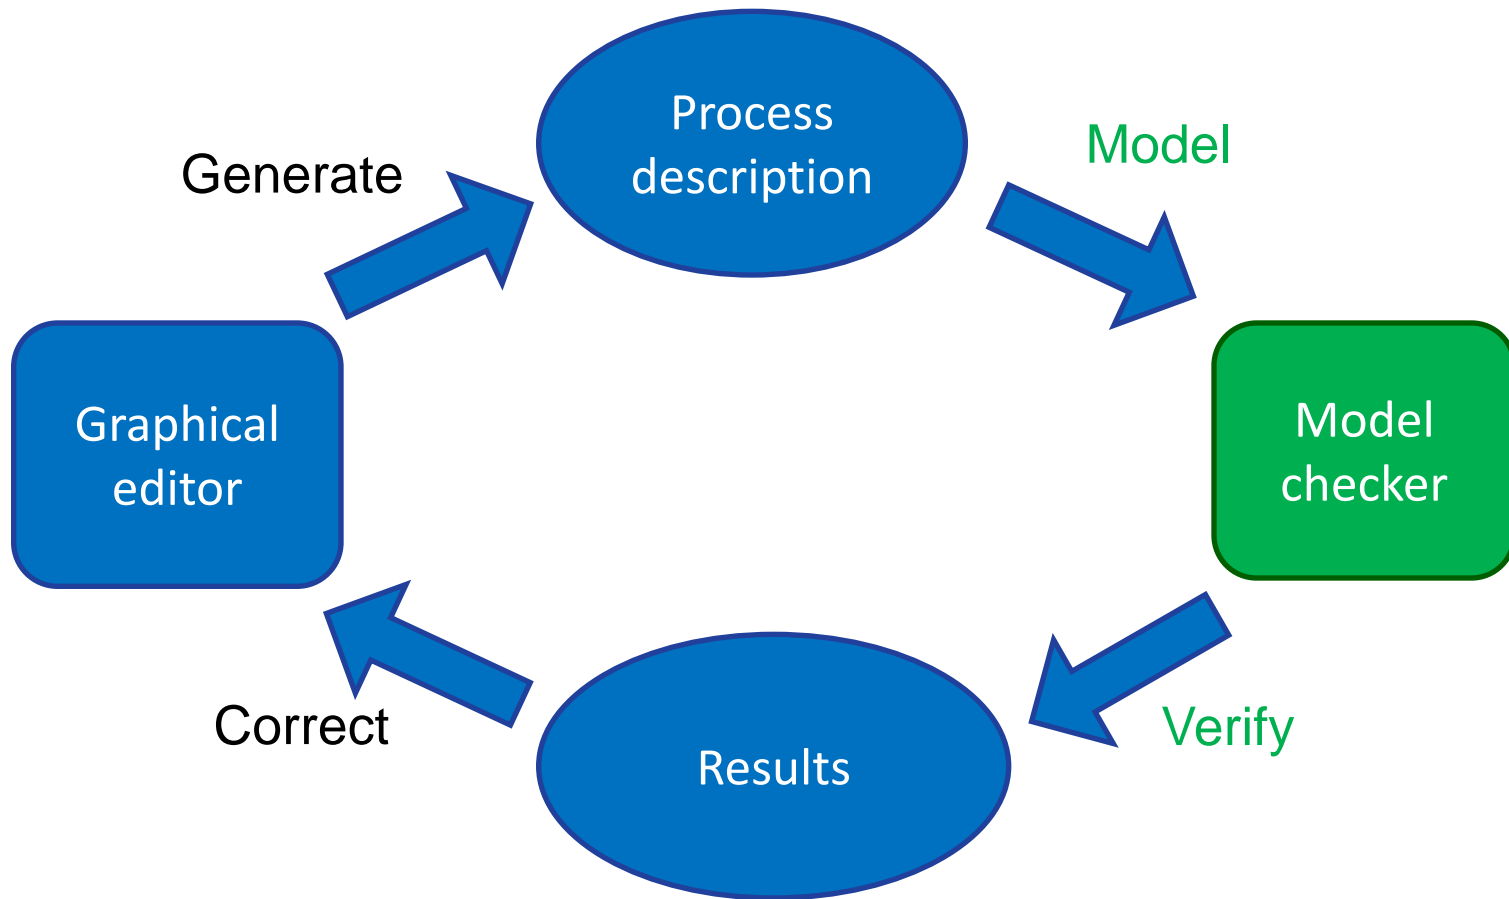 Process
description
Model
Generate
Graphical
editor
Model
checker
Correct
Verify
Results